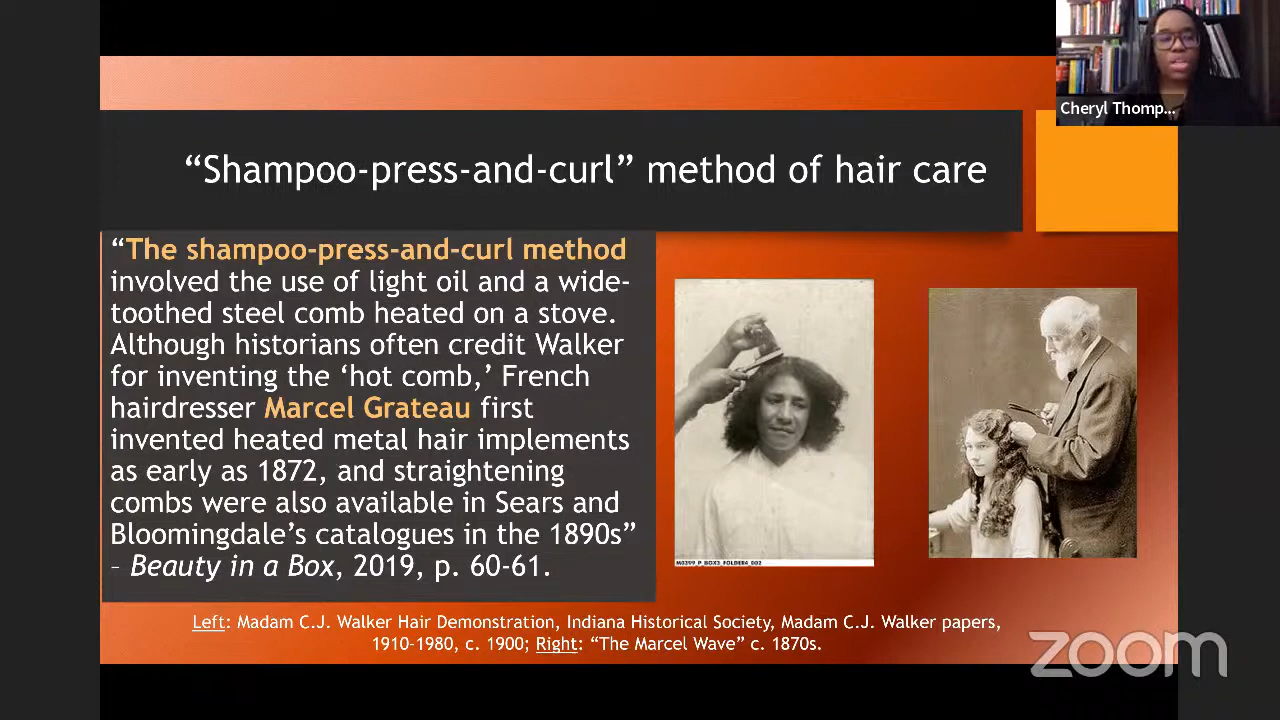 Cheryl Thomp...
“Shampoo-press-and-curl” method of hair care
“The shampoo-press-and-curl method
involved the use of light oil and a wide-
toothed steel comb heated on a stove.
Although historians often credit Walker
for inventing the ‘hot comb,’ French
hairdresser Marcel Grateau first
invented heated metal hair implements
as early as 1872, and straightening
combs were also available in Sears and
Bloomingdale’s catalogues in the 1890s”
– Beauty in a Box, 2019, p. 60-61.
M0399_P_BOX3_FOLDER4_002
Left: Madam C.J. Walker Hair Demonstration, Indiana Historical Society, Madam C.J. Walker papers,
1910-1980, c. 1900; Right: “The Marcel Wave” c. 1870s.
zoom